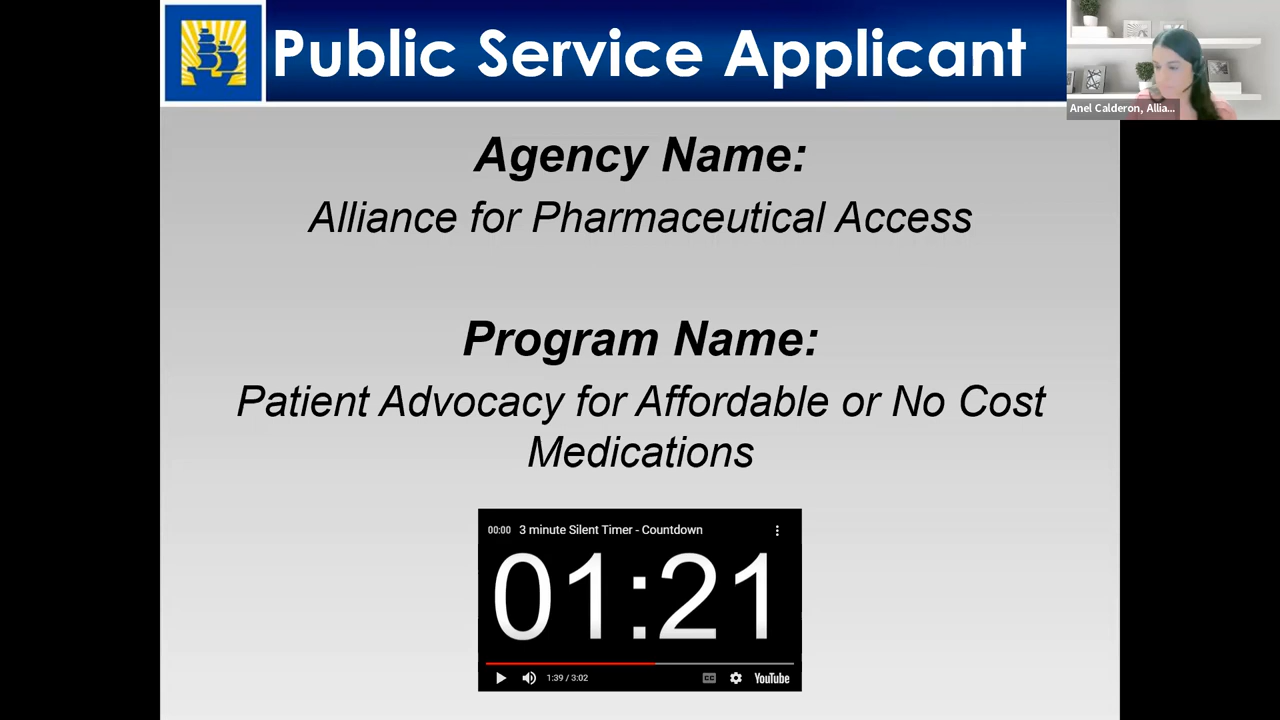 Public Service Applicant
Anel Calderon, Allia...
Agency Name:
Alliance for Pharmaceutical Access
Program Name:
Patient Advocacy for Affordable or No Cost
Medications
00:00 3 minute Silent Timer - Countdown
01:21
1:39 / 3:02
CC
YouTube